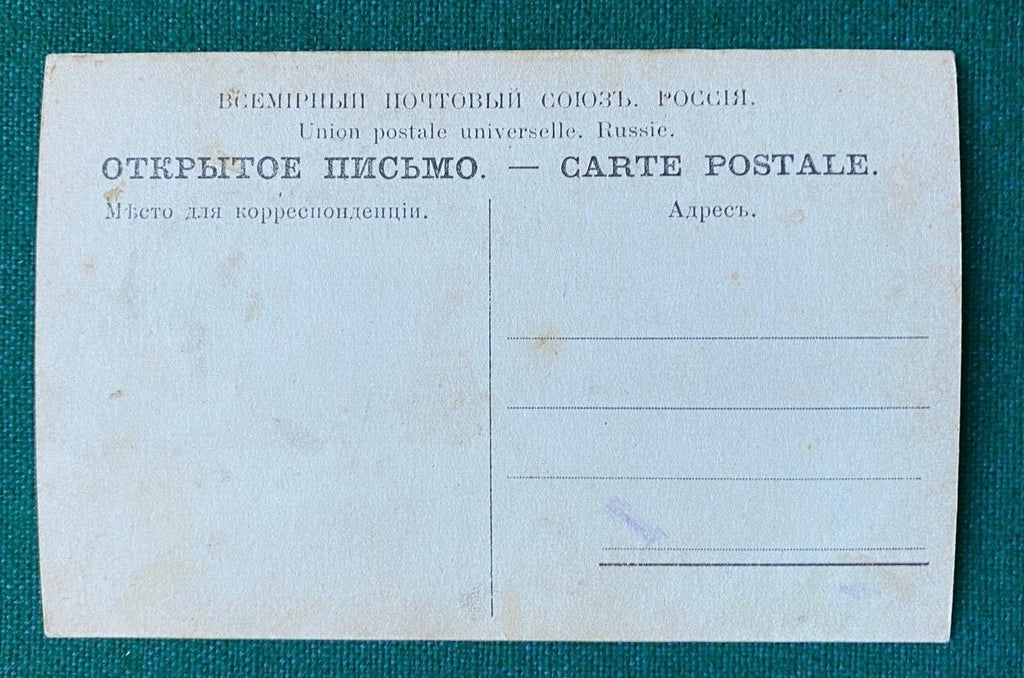 ВСЕМІРНЫЙ ПОЧТОВЫЙ СОЮЗЪ. РОССІЯ.
Union postale universelle. Russie.
ОТКРЫТОЕ ПИСЬМО. — CARTE POSTALE.
Мѣсто для корреспонденціи.
Адресъ.